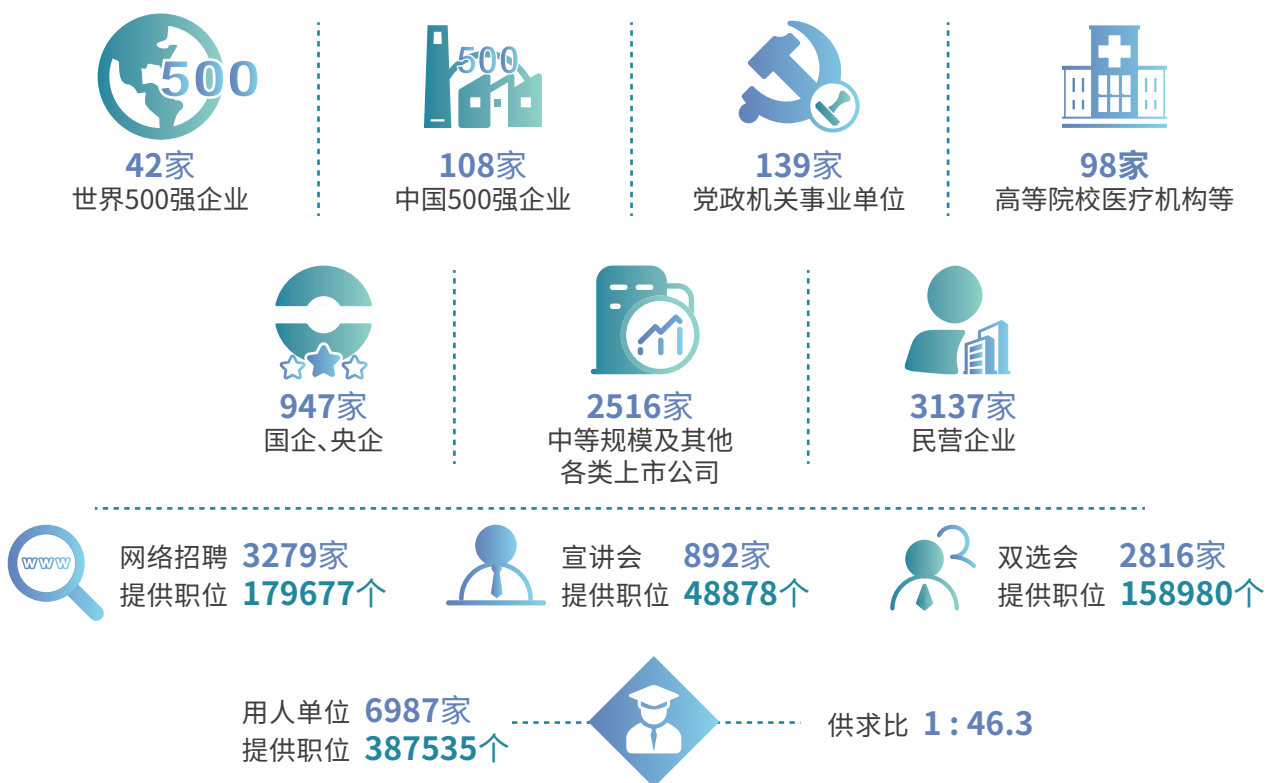 500
500
42家
世界500强企业
108家
中国500强企业
139家
党政机关事业单位
98家
高等院校医疗机构等
947家
国企、央企
2516家
中等规模及其他
各类上市公司
3137家
民营企业
www
网络招聘 3279家
提供职位 179677个
宣讲会 892家
提供职位 48878个
双选会 2816家
提供职位 158980个
用人单位 6987家
提供职位 387535个
供求比 1 : 46.3